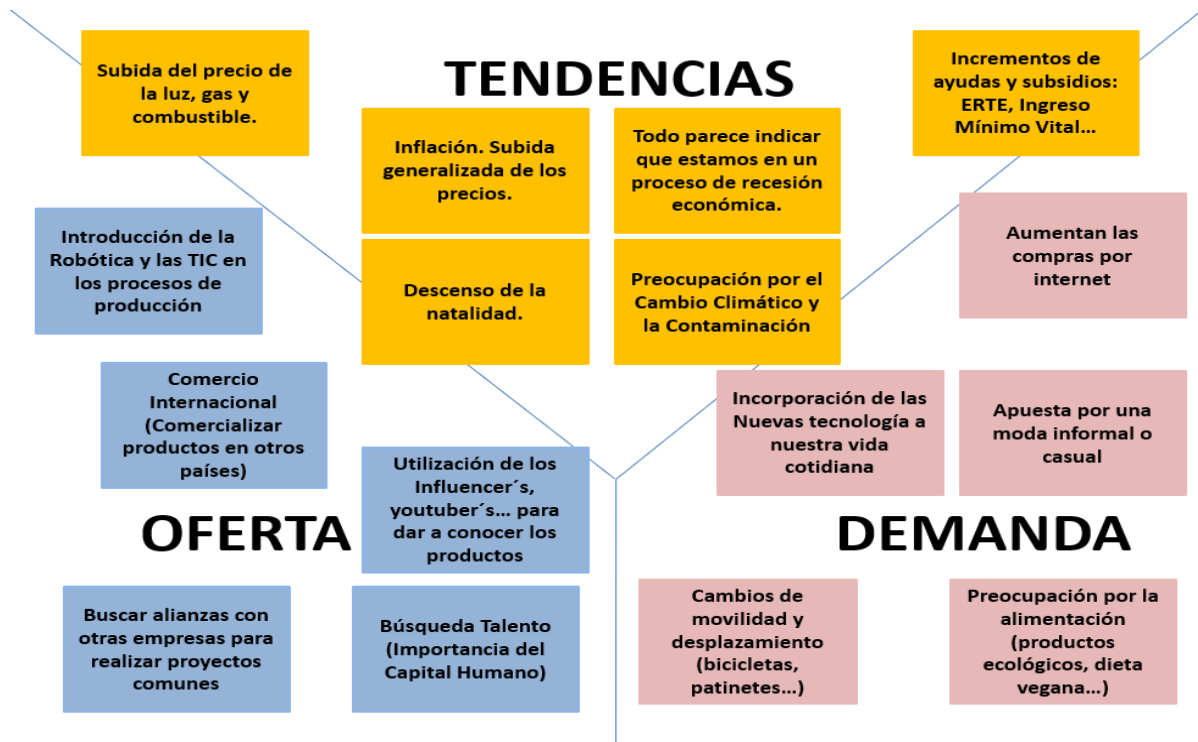 TENDENCIAS
Subida del precio de
la luz, gas y
combustible.
Inflación. Subida
generalizada de los
precios.
Todo parece indicar
que estamos en un
proceso de recesión
económica.
Incrementos de
ayudas y subsidios:
ERTE, Ingreso
Mínimo Vital...
Descenso de la
natalidad.
Preocupación por el
Cambio Climático y
la Contaminación
Introducción de la
Robótica y las TIC en
los procesos de
producción
Comercio
Internacional
(Comercializar
productos en otros
países)
Utilización de los
Influencer´s,
youtuber´s... para
dar a conocer los
productos
OFERTA
Buscar alianzas con
otras empresas para
realizar proyectos
comunes
Búsqueda Talento
(Importancia del
Capital Humano)
Aumentan las
compras por
internet
Incorporación de las
Nuevas tecnología a
nuestra vida
cotidiana
Apuesta por una
moda informal o
casual
DEMANDA
Cambios de
movilidad y
desplazamiento
(bicicletas,
patinetes...)
Preocupación por la
alimentación
(productos
ecológicos, dieta
vegana...)